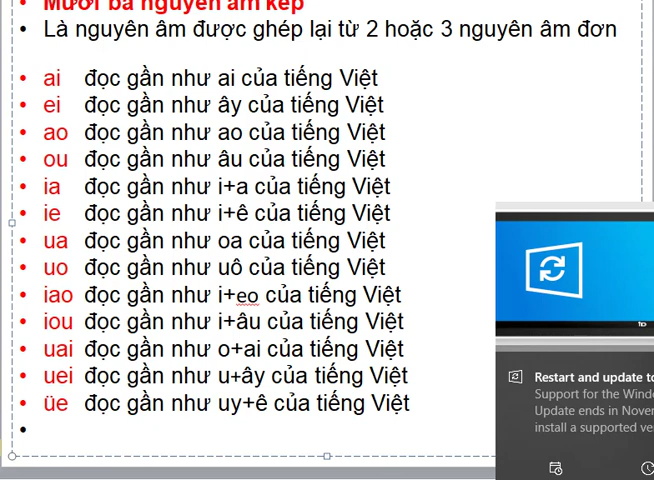 Mười ba nguyên âm kép
Là nguyên âm được ghép lại từ 2 hoặc 3 nguyên âm đơn
ai đọc gần như ai của tiếng Việt
ei đọc gần như ây của tiếng Việt
ao đọc gần như ao của tiếng Việt
ou đọc gần như âu của tiếng Việt
ia đọc gần như i+a của tiếng Việt
ie đọc gần như i+ê của tiếng Việt
ua đọc gần như oa của tiếng Việt
uo đọc gần như uô của tiếng Việt
iao đọc gần như i+eo của tiếng Việt
iou đọc gần như i+âu của tiếng Việt
uai đọc gần như o+ai của tiếng Việt
uei đọc gần như u+ây của tiếng Việt
üe đọc gần như uy+ê của tiếng Việt
Restart and update to
Support for the Wind
Update ends in Nover
install a supported ve